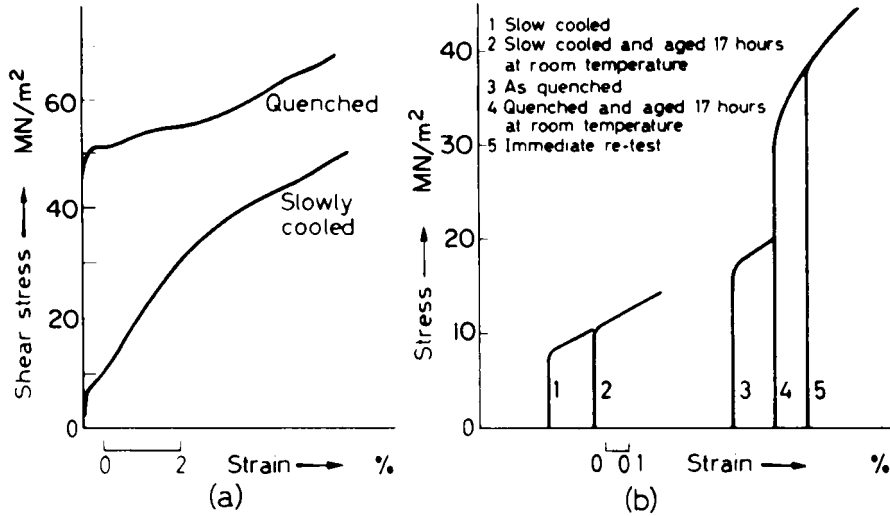 Shear stress → MN/m²
60
40
20
10
0
Quenched
Slowly
cooled
0 2 Strain → %
(a)
Stress → MN/m²
40
30
20
10
0
1 Slow cooled
2 Slow cooled and aged 17 hours
at room temperature
3 As quenched
4 Quenched and aged 17 hours
at room temperature
5 Immediate re-test
1 2 3 4 5
0 01 Strain → %
(b)